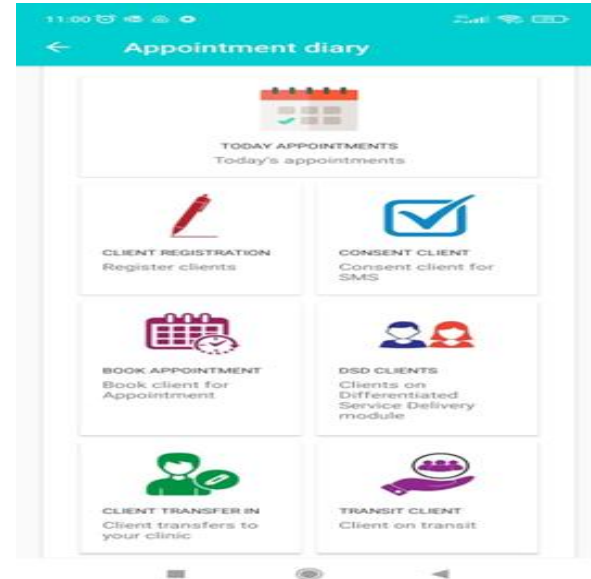 11:00
Appointment diary
TODAY APPOINTMENTS
Today's appointments
CLIENT REGISTRATION
Register clients
CONSENT CLIENT
Consent client for
SMS
BOOK APPOINTMENT
Book client for
Appointment
DSD CLIENTS
Clients on
Differentiated
Service Delivery
module
CLIENT TRANSFER IN
Client transfers to
your clinic
TRANSIT CLIENT
Client on transit